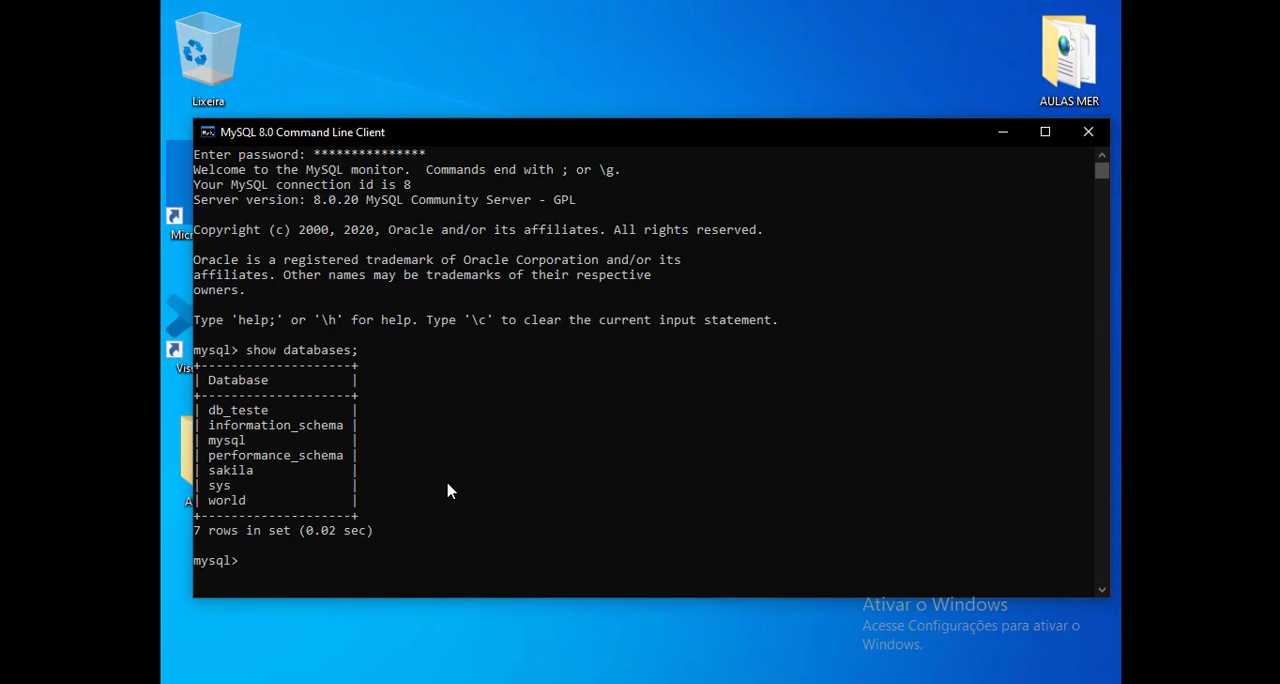 Lixeira
AULAS MER
MySQL 8.0 Command Line Client
Enter password: ***************
Welcome to the MySQL monitor.  Commands end with ; or \g.
Your MySQL connection id is 8
Server version: 8.0.20 MySQL Community Server - GPL
Copyright (c) 2000, 2020, Oracle and/or its affiliates. All rights reserved.
Oracle is a registered trademark of Oracle Corporation and/or its
affiliates. Other names may be trademarks of their respective
owners.
Type 'help;' or '\h' for help. Type '\c' to clear the current input statement.
mysql> show databases;
+--------------------+
| Database           |
+--------------------+
| db_teste           |
| information_schema |
| mysql              |
| performance_schema |
| sakila             |
| sys                |
| world              |
+--------------------+
7 rows in set (0.02 sec)
mysql>
Ativar o Windows
Acesse Configurações para ativar o
Windows.